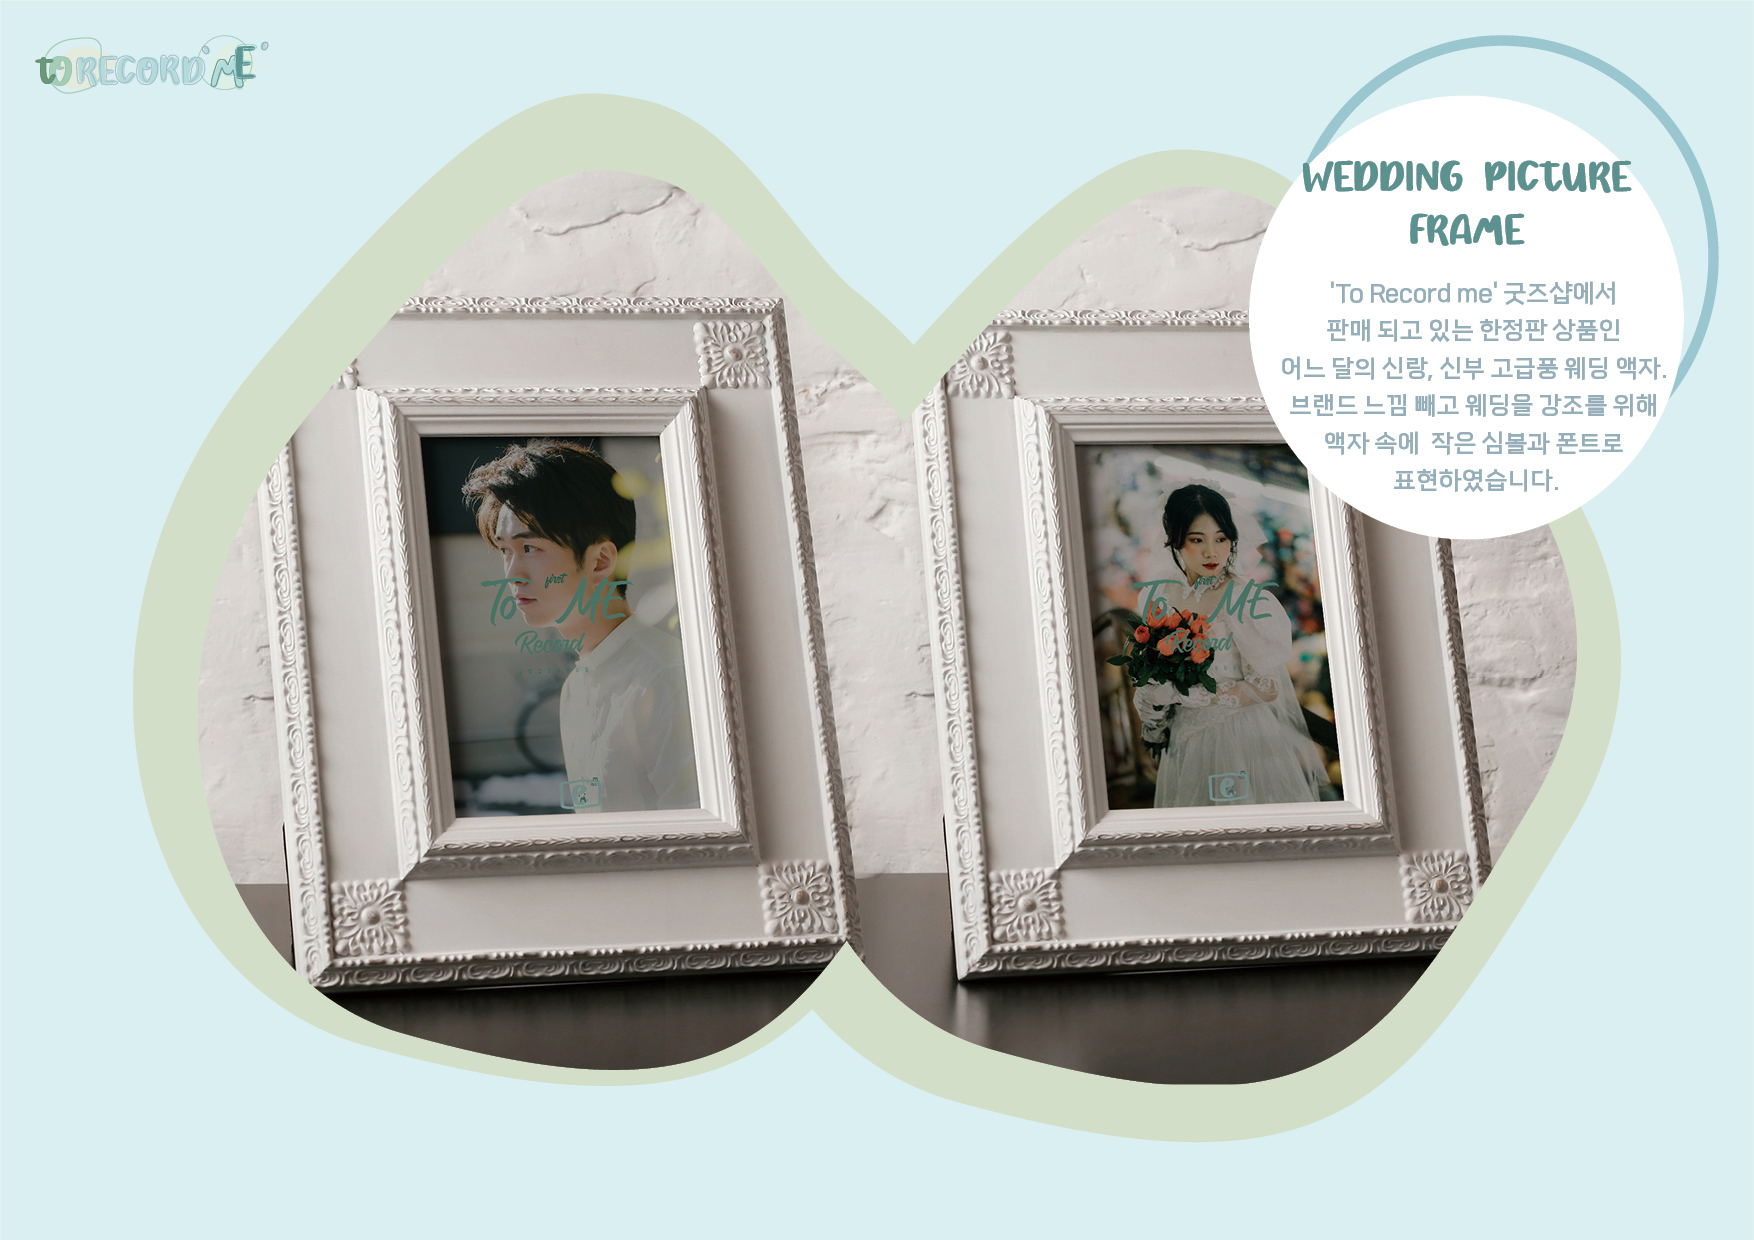 to RECORD ME
WEDDING PICTURE
FRAME
'To Record me' 굿즈샵에서
판매 되고 있는 한정판 상품인
어느 달의 신랑, 신부 고급풍 웨딩 액자.
브랜드 느낌 빼고 웨딩을 강조를 위해
액자 속에 작은 심볼과 폰트로
표현하였습니다.
first
To ME
Record
first
To ME
Record